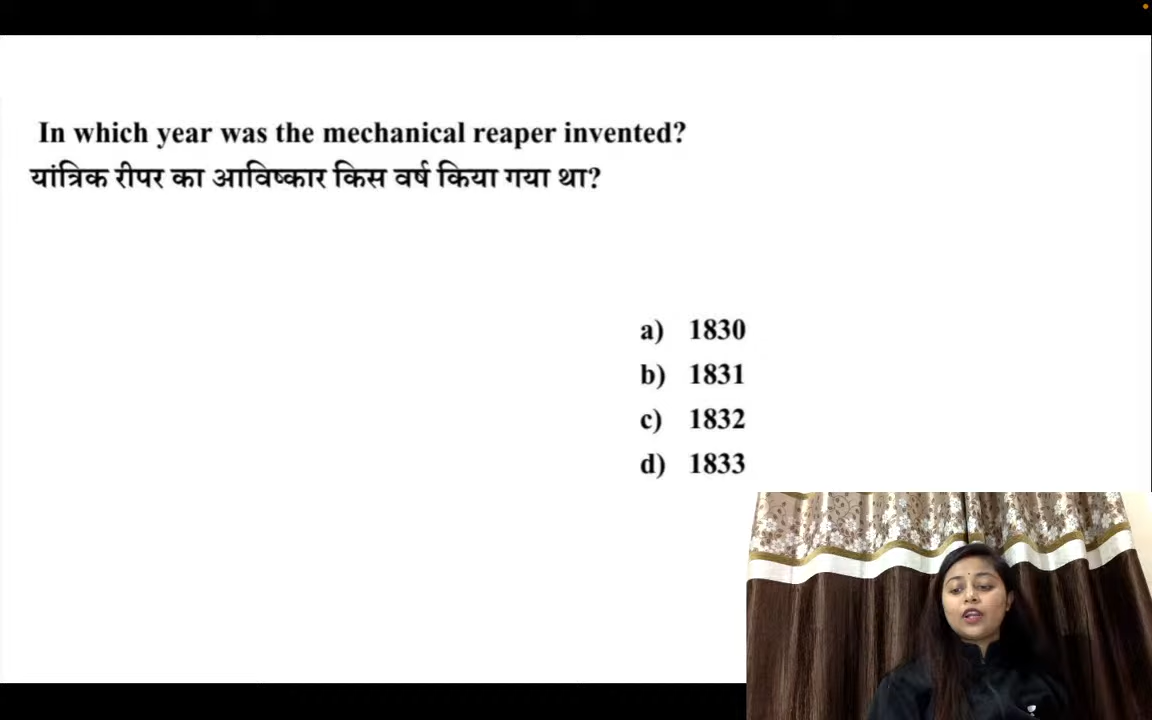 In which year was the mechanical reaper invented?
यांत्रिक रीपर का आविष्कार किस वर्ष किया गया था?
a) 1830
b) 1831
c) 1832
d) 1833